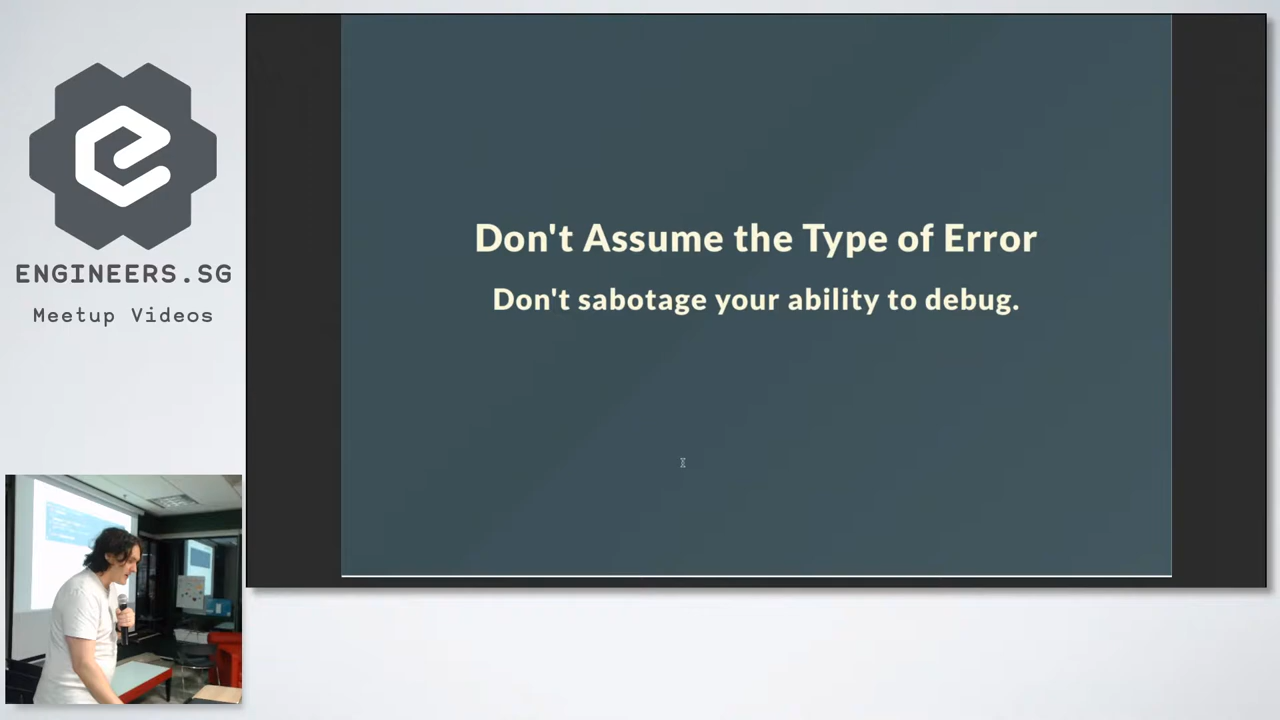 ENGINEERS.SG
Meetup Videos
Don't Assume the Type of Error
Don't sabotage your ability to debug.